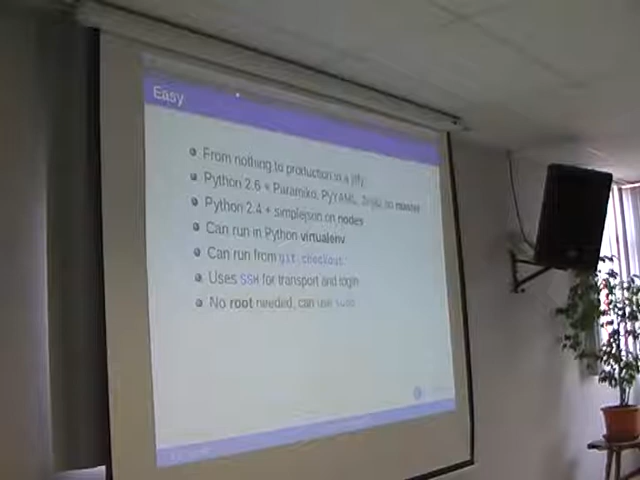 Easy
From nothing to production in a jiffy
Python 2.6 + Paramiko, PyYAML, Jinja2 on master
Python 2.4 + simplejson on nodes
Can run in Python virtualenv
Can run from git checkout
Uses SSH for transport and login
No root needed, can use sudo